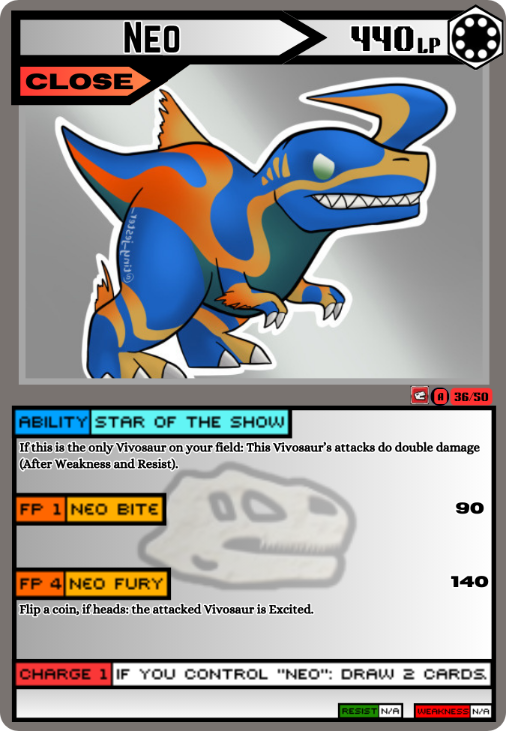 NEO
440 LP
CLOSE
A 36/50
ABILITY STAR OF THE SHOW
If this is the only Vivosaur on your field: This Vivosaur's attacks do double damage
(After Weakness and Resist).
FP 1 NEO BITE 90
FP 4 NEO FURY 140
Flip a coin, if heads: the attacked Vivosaur is Excited.
CHARGE 1 IF YOU CONTROL "NEO": DRAW 2 CARDS.
RESIST N/A WEAKNESS N/A